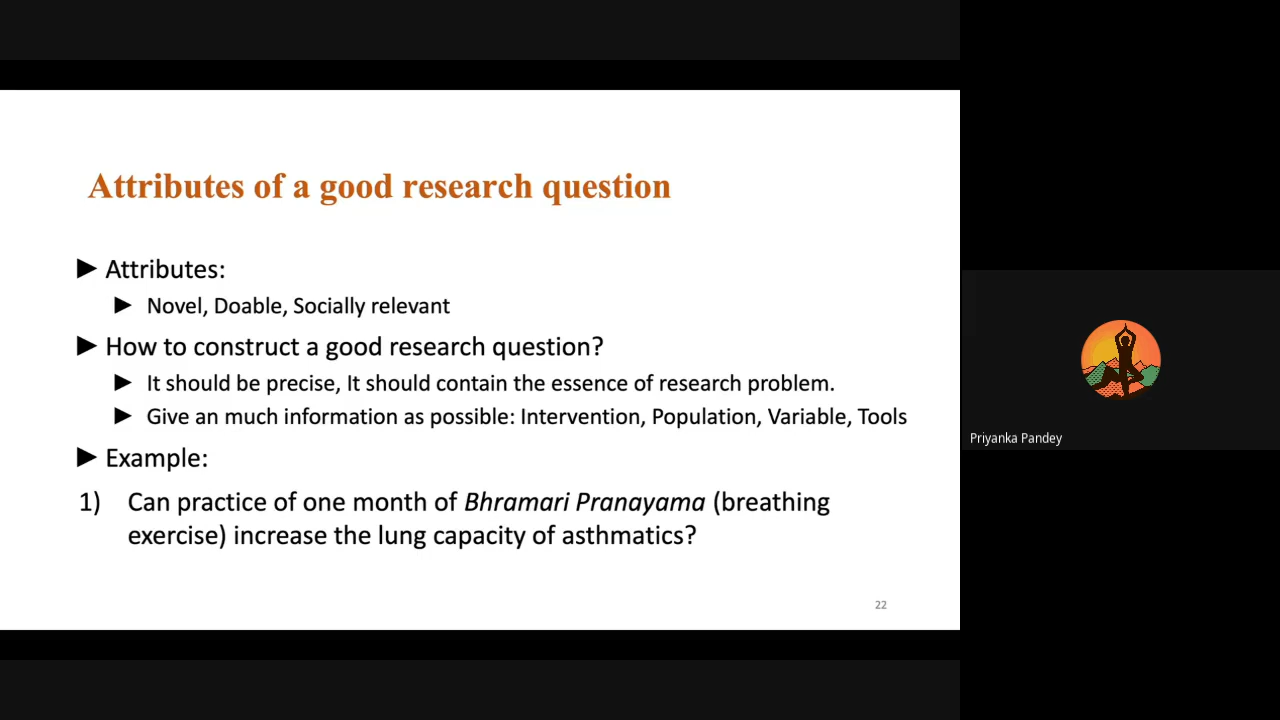 Attributes of a good research question
► Attributes:
► Novel, Doable, Socially relevant
► How to construct a good research question?
► It should be precise, It should contain the essence of research problem.
► Give an much information as possible: Intervention, Population, Variable, Tools
► Example:
1) Can practice of one month of Bhramari Pranayama (breathing
exercise) increase the lung capacity of asthmatics?
22
Priyanka Pandey